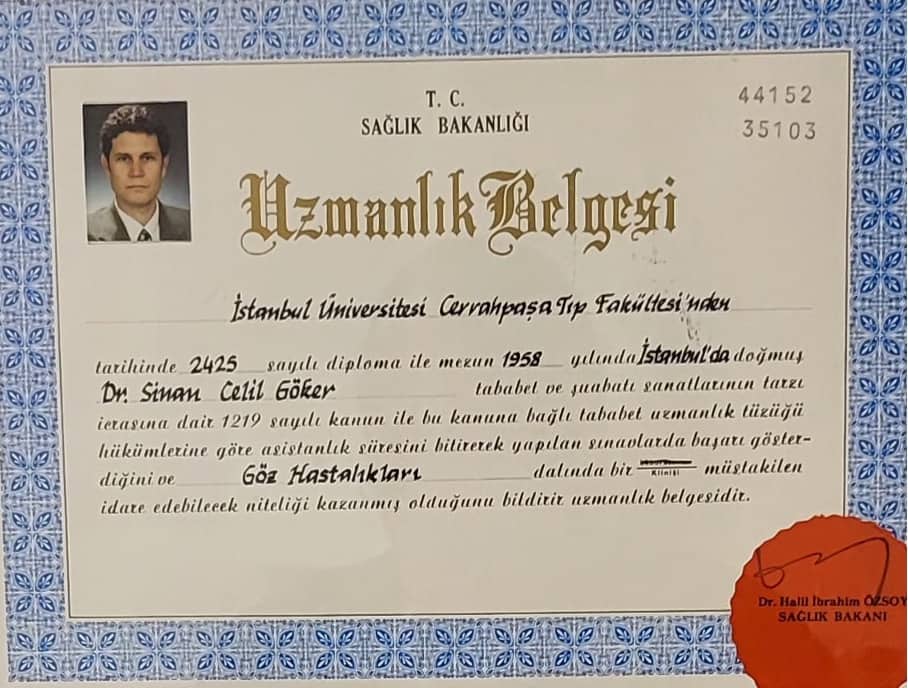 T. C.
SAĞLIK BAKANLIĞI
44152
35103
Uzmanlık Belgesi
İstanbul Üniversitesi Cerrahpaşa Tıp Fakültesi'nden
tarihinde 2425 sayılı diploma ile mezun 1958 yılında İstanbul'da doğmuş
Dr. Sinan Celil Göker tababet ve şuabatı sanatlarının tarzı
icrasına dair 1219 sayılı kanun ile bu kanuna bağlı tababet uzmanlık tüzüğü
hükümlerine göre asistanlık süresini bitirerek yapılan sınavlarda başarı göster-
diğini ve Göz Hastalıkları dalında bir Kliniği müstakilen
idare edebilecek niteliği kazanmış olduğunu bildirir uzmanlık belgesidir.
Dr. Halil İbrahim ÖZSOY
SAĞLIK BAKANI